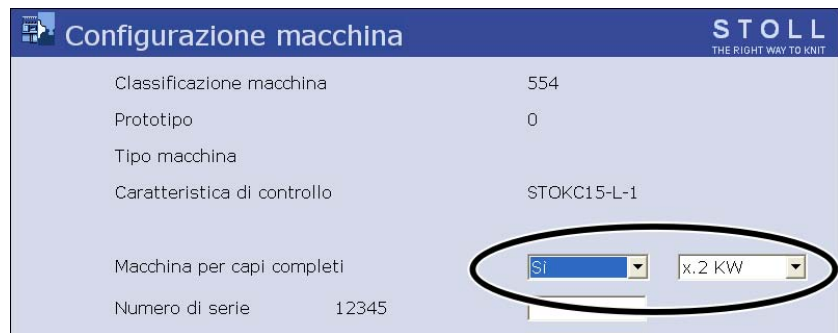 Configurazione macchina
STOLL
THE RIGHT WAY TO KNIT
Classificazione macchina 554
Prototipo 0
Tipo macchina
Caratteristica di controllo STOKC15-L-1
Macchina per capi completi Sì x.2 KW
Numero di serie 12345